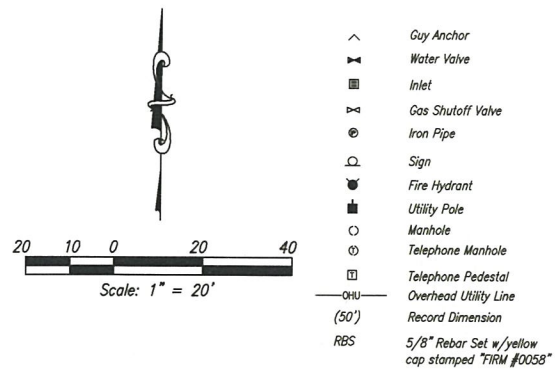 Guy Anchor
Water Valve
Inlet
Gas Shutoff Valve
Iron Pipe
Sign
Fire Hydrant
Utility Pole
Manhole
T Telephone Manhole
T Telephone Pedestal
OHU Overhead Utility Line
(50') Record Dimension
RBS 5/8" Rebar Set w/yellow
cap stamped "FIRM #0058"
20 10 0 20 40
Scale: 1" = 20'